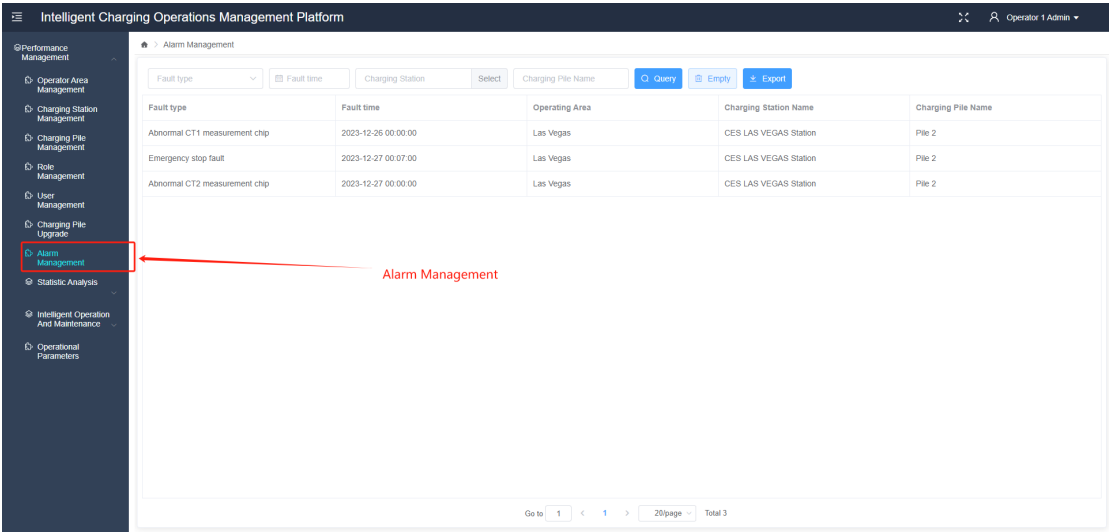 Intelligent Charging Operations Management Platform
Operator 1 Admin
Performance
Management
Operator Area
Management
Charging Station
Management
Charging Pile
Management
Role
Management
User
Management
Charging Pile
Upgrade
Alarm
Management
Statistic Analysis
Intelligent Operation
And Maintenance
Operational
Parameters
> Alarm Management
Fault type Fault time Charging Station Select Charging Pile Name Query Empty Export
Fault type Fault time Operating Area Charging Station Name Charging Pile Name
Abnormal CT1 measurement chip 2023-12-26 00:00:00 Las Vegas CES LAS VEGAS Station Pile 2
Emergency stop fault 2023-12-27 00:07:00 Las Vegas CES LAS VEGAS Station Pile 2
Abnormal CT2 measurement chip 2023-12-27 00:00:00 Las Vegas CES LAS VEGAS Station Pile 2
Alarm Management
Go to 1 < 1 > 20/page Total 3